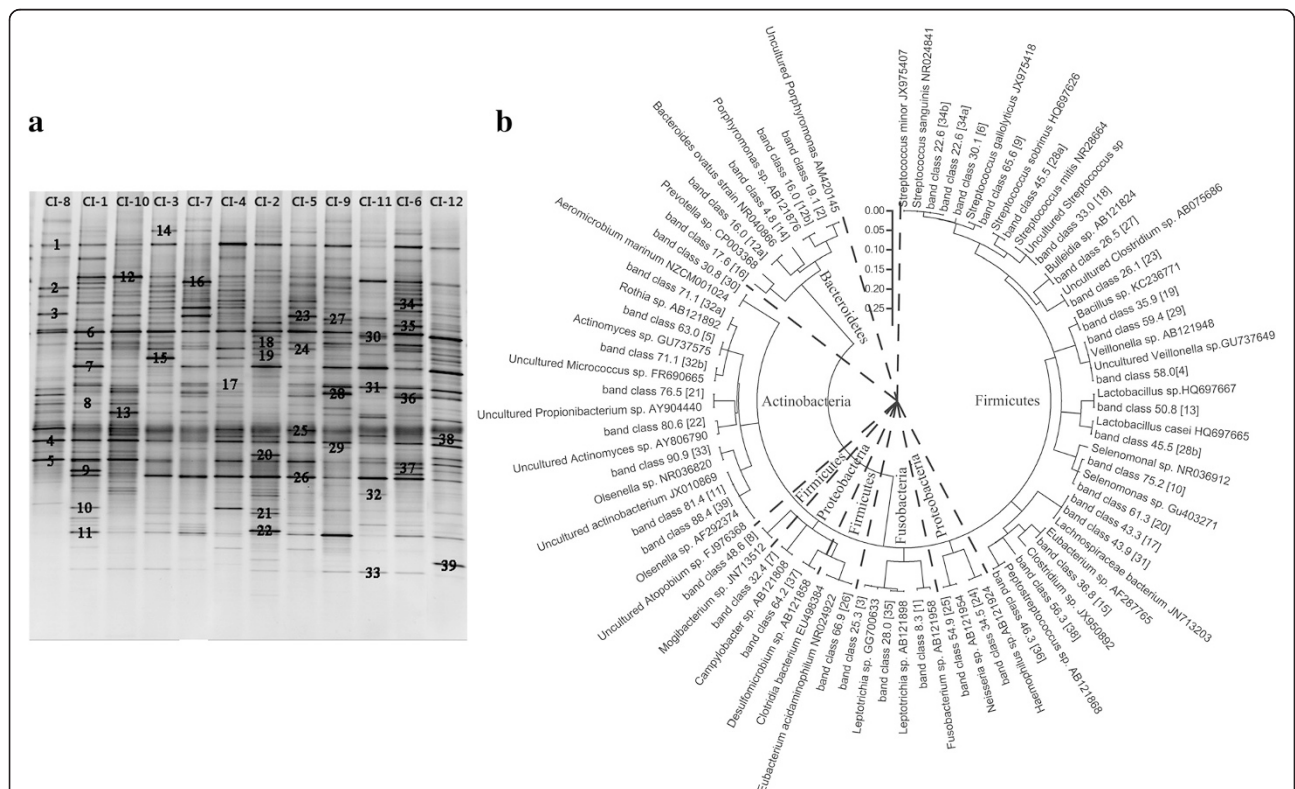 a
CI-8 CI-1 CI-10 CI-3 CI-7 CI-4 CI-2 CI-5 CI-9 CI-11 CI-6 CI-12
14
1
12
16
2
34
3
23
27
35
6
30
18
24
15
19
7
17
31
28
36
8
13
25
38
4
29
20
5
37
9
26
32
10
21
11
22
39
33
b
Streptococcus minor JX975407
Streptococcus sanguinis NR024841
band class 22.6 [34b]
band class 22.6 [34a]
band class 30.1 [6]
Streptococcus gallolyticus JX975418
band class 65.6 [9]
Streptococcus sobrinus HQ697626
band class 45.5 [28a]
Streptococcus mitis NR28664
Uncultured Streptococcus sp
band class 33.0 [18]
Bulleidia sp. AB121824
band class 26.5 [27]
Uncultured Clostridium sp. AB075686
band class 26.1 [23]
Bacillus sp. KC236771
band class 35.9 [19]
band class 59.4 [29]
Veillonella sp. AB121948
Uncultured Veillonella sp.GU737649
band class 58.0[4]
Lactobacillus sp.HQ697667
band class 50.8 [13]
Lactobacillus casei HQ697665
band class 45.5 [28b]
Selenomonal sp. NR036912
band class 75.2 [10]
Selenomonas sp. Gu403271
band class 61.3 [20]
band class 43.3 [17]
band class 43.9 [31]
Lachnospiraceae bacterium JN713203
Eubacterium sp. AF287765
band class 36.8 [15]
Clostridium sp. JX950892
band class 56.3 [38]
Peptostreptococcus sp. AB121868
band class 46.3 [36]
Haemophilus sp.AB121924
band class 34.5 [24]
Neisseria sp. AB121954
band class 54.9 [25]
Fusobacterium sp. AB121958
band class 8.3 [1]
Leptotrichia sp. AB121898
band class 28.0 [35]
Leptotrichia sp. GG700633
band class 25.3 [3]
band class 66.9 [26]
Eubacterium acidaminophilum NR024922
Clotridia bacterium EU498384
Desulfomicrobium sp. AB121858
band class 64.2 [37]
Campylobacter sp. AB121808
band class 32.4 [7]
Mogibacterium sp. JN713512
band class 48.6 [8]
Uncultured Atopobium sp. FJ976368
Olsenella sp. AF292374
band class 88.4 [39]
band class 81.4 [11]
Uncultured actinobacterium JX010869
Olsenella sp. NR036820
band class 90.9 [33]
Uncultured Actinomyces sp. AY806790
band class 80.6 [22]
Uncultured Propionibacterium sp. AY904440
band class 76.5 [21]
Uncultured Micrococcus sp. FR690665
band class 71.1 [32b]
Actinomyces sp. GU737575
band class 63.0 [5]
Rothia sp. AB121892
band class 71.1 [32a]
Aeromicrobium marinum NZCM001024
band class 30.8 [30]
band class 17.6 [16]
Prevotella sp. CP003368
band class 16.0 [12a]
Bacteroides ovatus strain NR040866
band class 4.8 [14]
Porphyromonas sp. AB121876
band class 16.0 [12b]
band class 19.1 [2]
Uncultured Porphyromonas AM420145
0.00
0.05
0.10
0.15
0.20
0.25
Bacteroidetes
Actinobacteria
Firmicutes
Firmicutes
Proteobacteria
Firmicutes
Fusobacteria
Proteobacteria